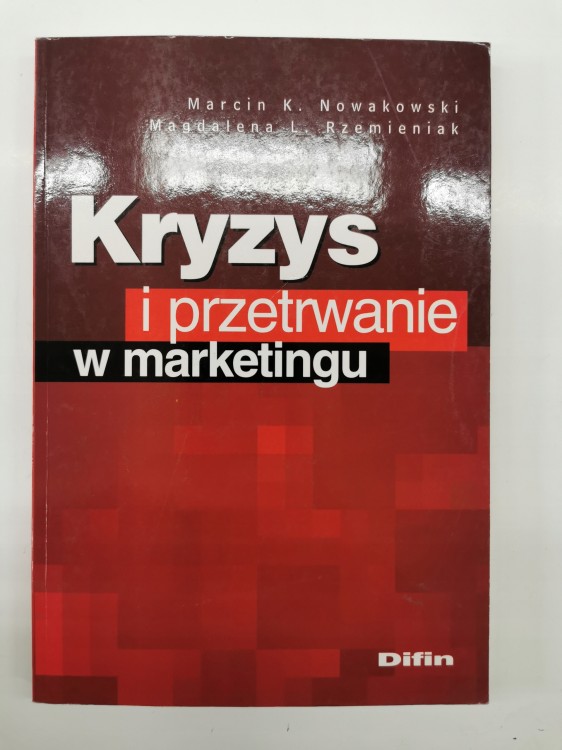 Marcin K. Nowakowski
Magdalena L. Rzemieniak
Kryzys
i przetrwanie
w marketingu
Difin